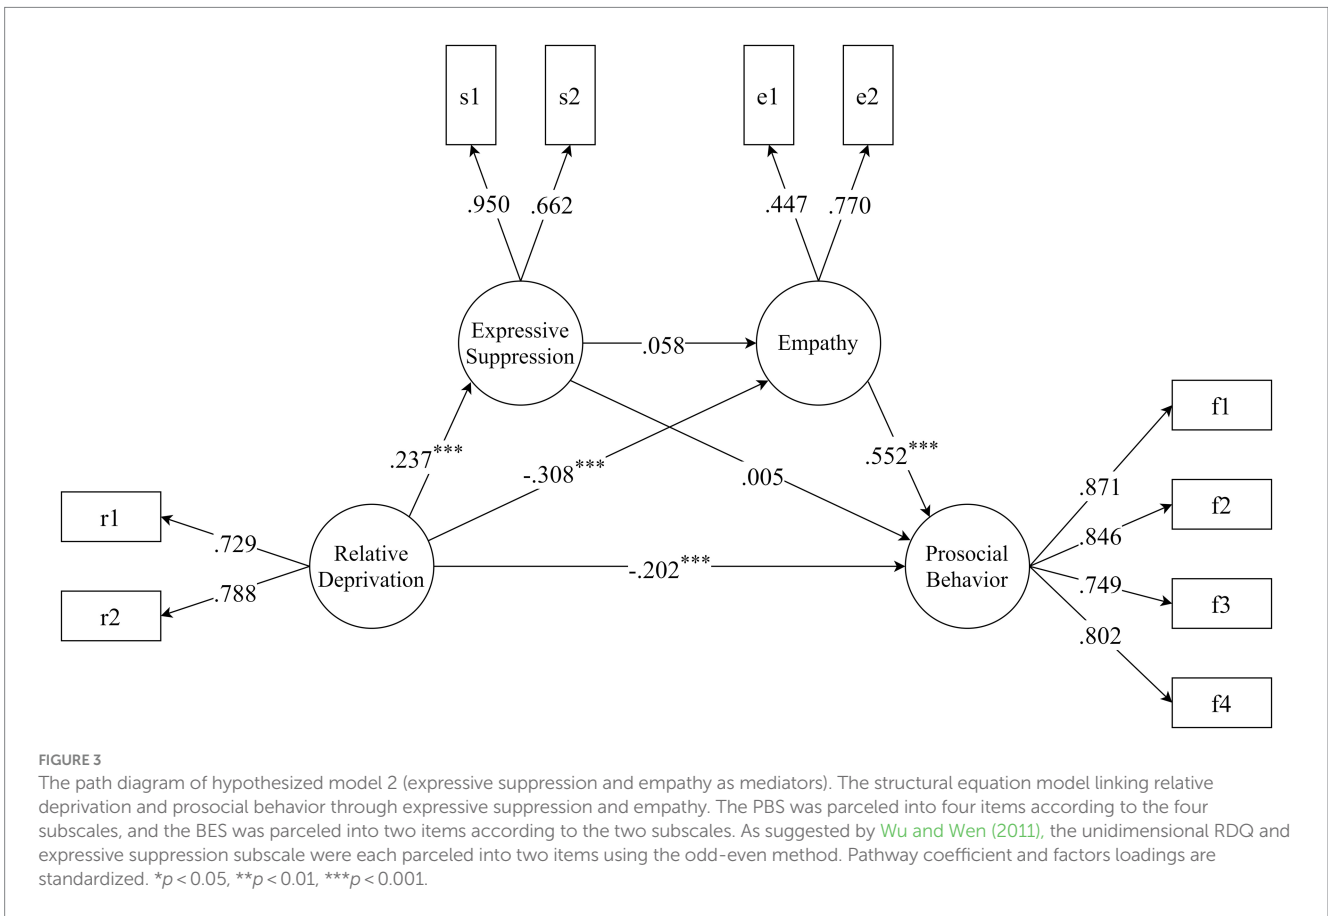 s1
s2
e1
e2
.950
.662
.447
.770
Expressive
Suppression
.058
Empathy
.237***
-.308***
.005
.552***
r1
r2
.729
.788
Relative
Deprivation
-.202***
Prosocial
Behavior
.871
.846
.749
.802
f1
f2
f3
f4
FIGURE 3
The path diagram of hypothesized model 2 (expressive suppression and empathy as mediators). The structural equation model linking relative
deprivation and prosocial behavior through expressive suppression and empathy. The PBS was parceled into four items according to the four
subscales, and the BES was parceled into two items according to the two subscales. As suggested by Wu and Wen (2011), the unidimensional RDQ and
expressive suppression subscale were each parceled into two items using the odd-even method. Pathway coefficient and factors loadings are
standardized. *p < 0.05, **p < 0.01, ***p < 0.001.